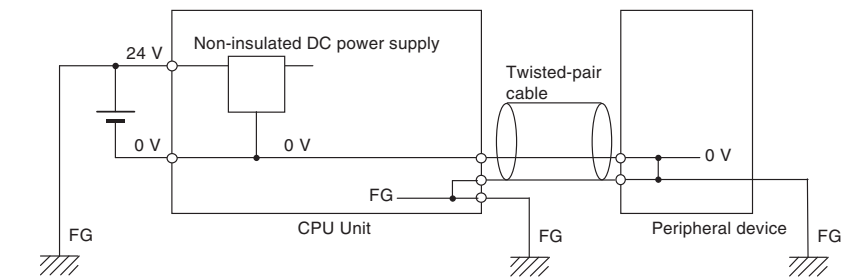 Non-insulated DC power supply
24 V
Twisted-pair
cable
0 V
0 V
0 V
FG
CPU Unit
Peripheral device
FG
FG
FG